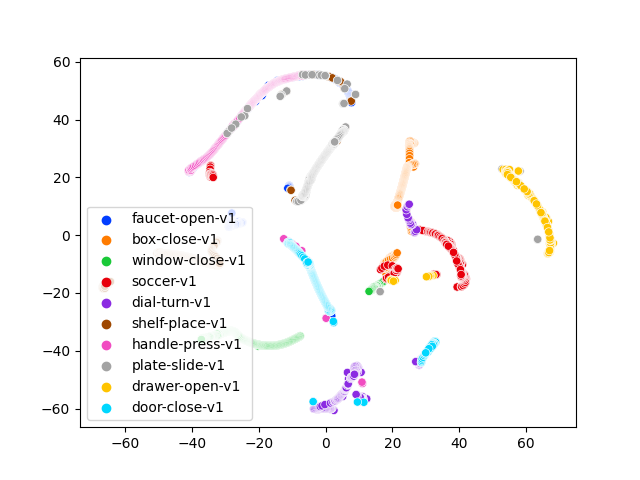 60
40
20
0
−20
−40
−60
faucet-open-v1
box-close-v1
window-close-v1
soccer-v1
dial-turn-v1
shelf-place-v1
handle-press-v1
plate-slide-v1
drawer-open-v1
door-close-v1
−60 −40 −20 0 20 40 60